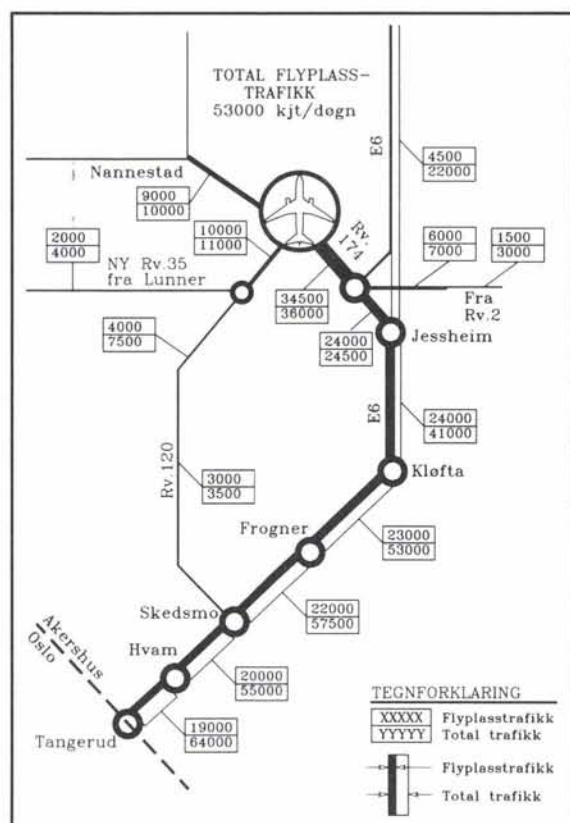 TOTAL FLYPLASS-
TRAFIKK
53000 kjt/døgn
E6
4500
22000
Nannestad
9000
10000
Rv.
174
10000
11000
6000
7000
1500
3000
2000
4000
NY Rv.35
fra Lunner
34500
36000
Fra
Rv.2
4000
7500
24000
24500
Jessheim
E6
24000
41000
Rv.120
3000
3500
Kløfta
Frogner
23000
53000
Skedsmo
22000
57500
Akershus
Oslo
Hvam
20000
55000
Tangerud
19000
64000
TEGNFORKLARING
XXXXX Flyplasstrafikk
YYYYY Total trafikk
Flyplasstrafikk
Total trafikk